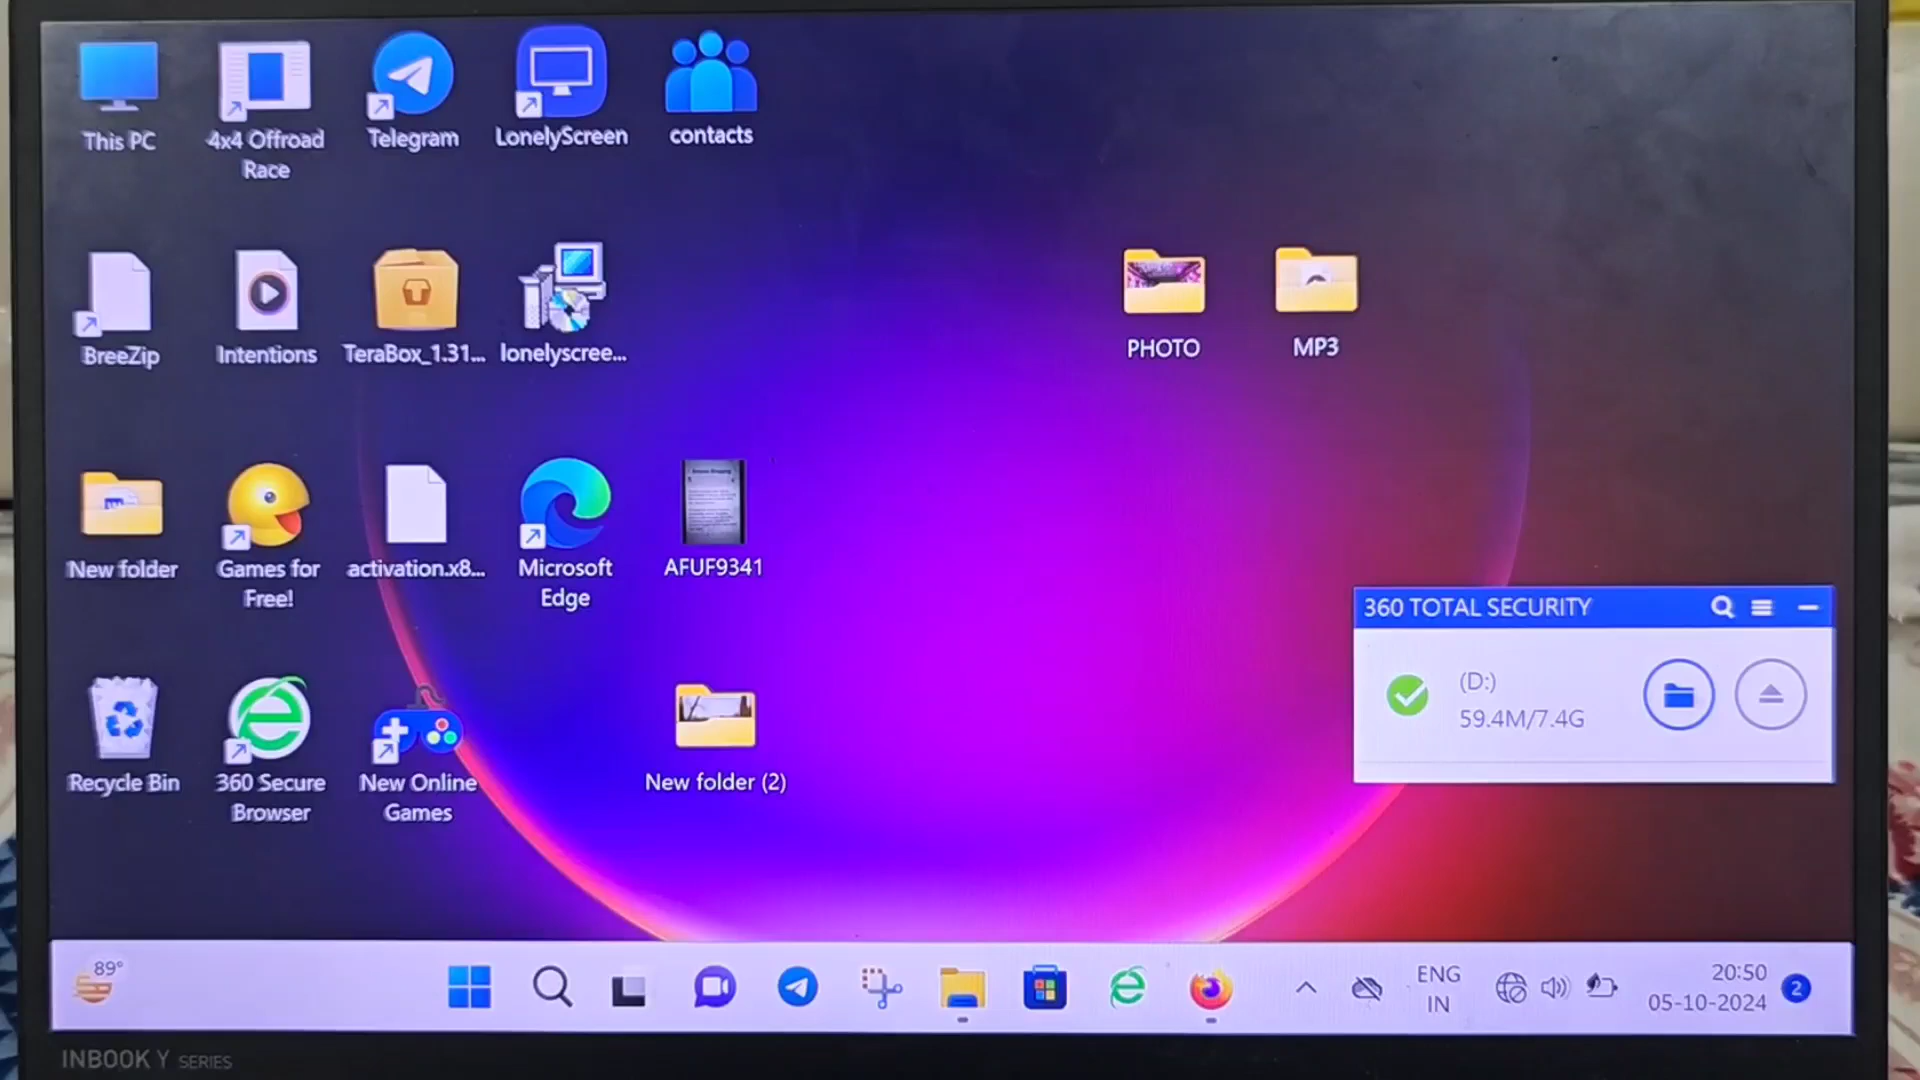 This PC
4x4 Offroad
Race
Telegram
LonelyScreen
contacts
BreeZip
Intentions
TeraBox_1.31...
lonelyscree...
PHOTO
MP3
New folder
Games for
Free!
activation.x8...
Microsoft
Edge
AFUF9341
360 TOTAL SECURITY
(D:)
59.4M/7.4G
Recycle Bin
360 Secure
Browser
New Online
Games
New folder (2)
89°
ENG
IN
20:50
05-10-2024
2
INBOOK Y SERIES